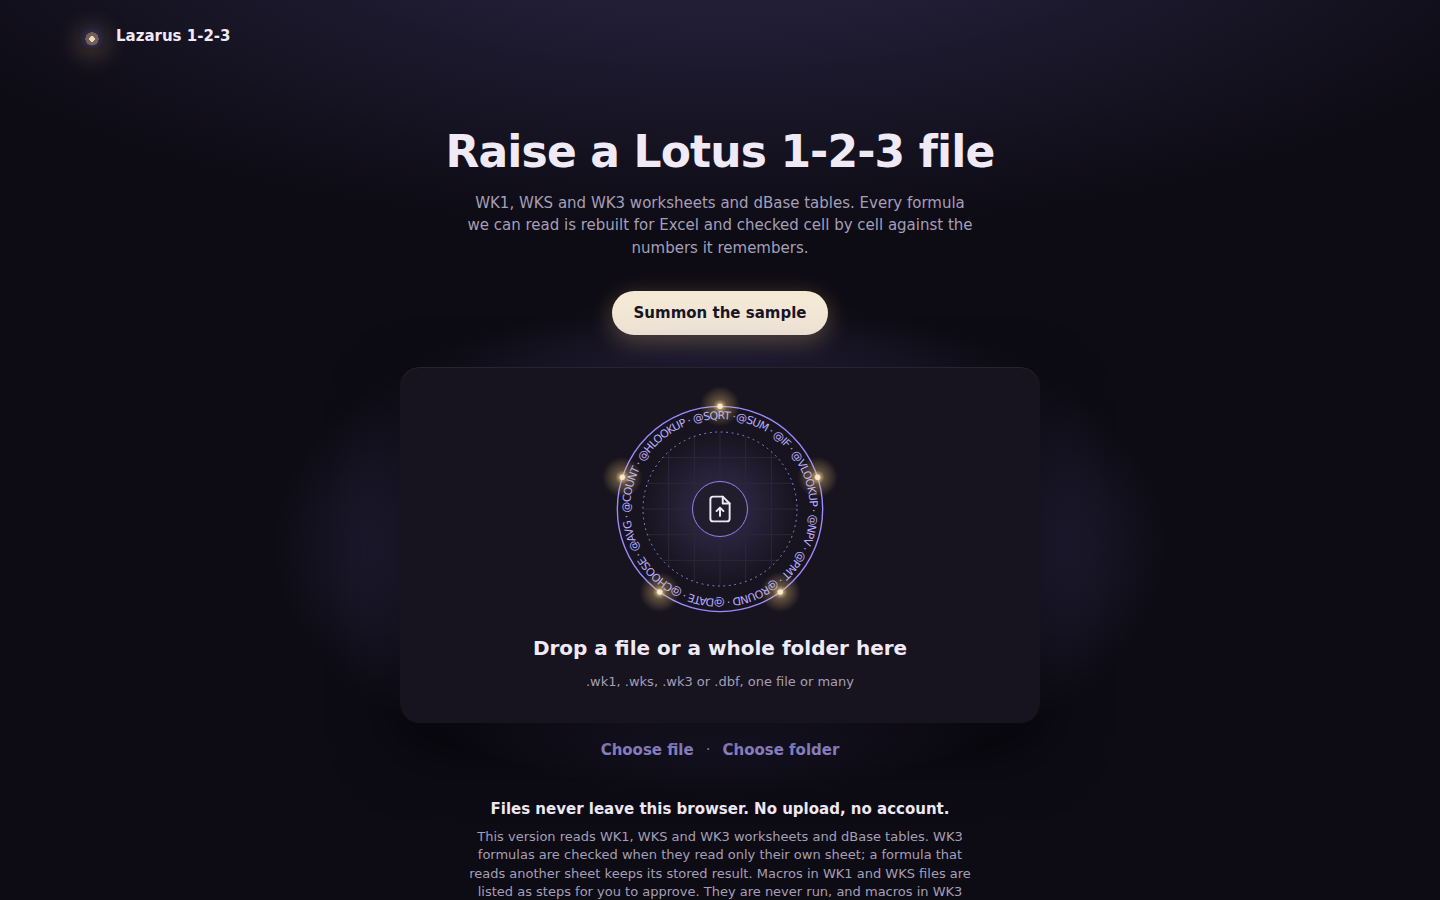 Lazarus 1-2-3
Raise a Lotus 1-2-3 file
WK1, WKS and WK3 worksheets and dBase tables. Every formula
we can read is rebuilt for Excel and checked cell by cell against the
numbers it remembers.
Summon the sample
@SQRT · @SUM · @IF · @VLOOKUP · @NPV · @PMT · @ROUND · @DATE · @CHOOSE · @AVG · @COUNT · @HLOOKUP ·
Drop a file or a whole folder here
.wk1, .wks, .wk3 or .dbf, one file or many
Choose file · Choose folder
Files never leave this browser. No upload, no account.
This version reads WK1, WKS and WK3 worksheets and dBase tables. WK3
formulas are checked when they read only their own sheet; a formula that
reads another sheet keeps its stored result. Macros in WK1 and WKS files are
listed as steps for you to approve. They are never run, and macros in WK3